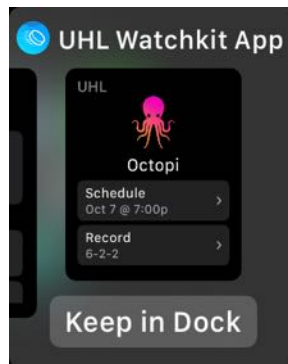 UHL Watchkit App
UHL
Octopi
Schedule
Oct 7 @ 7:00p
Record
6-2-2
Keep in Dock